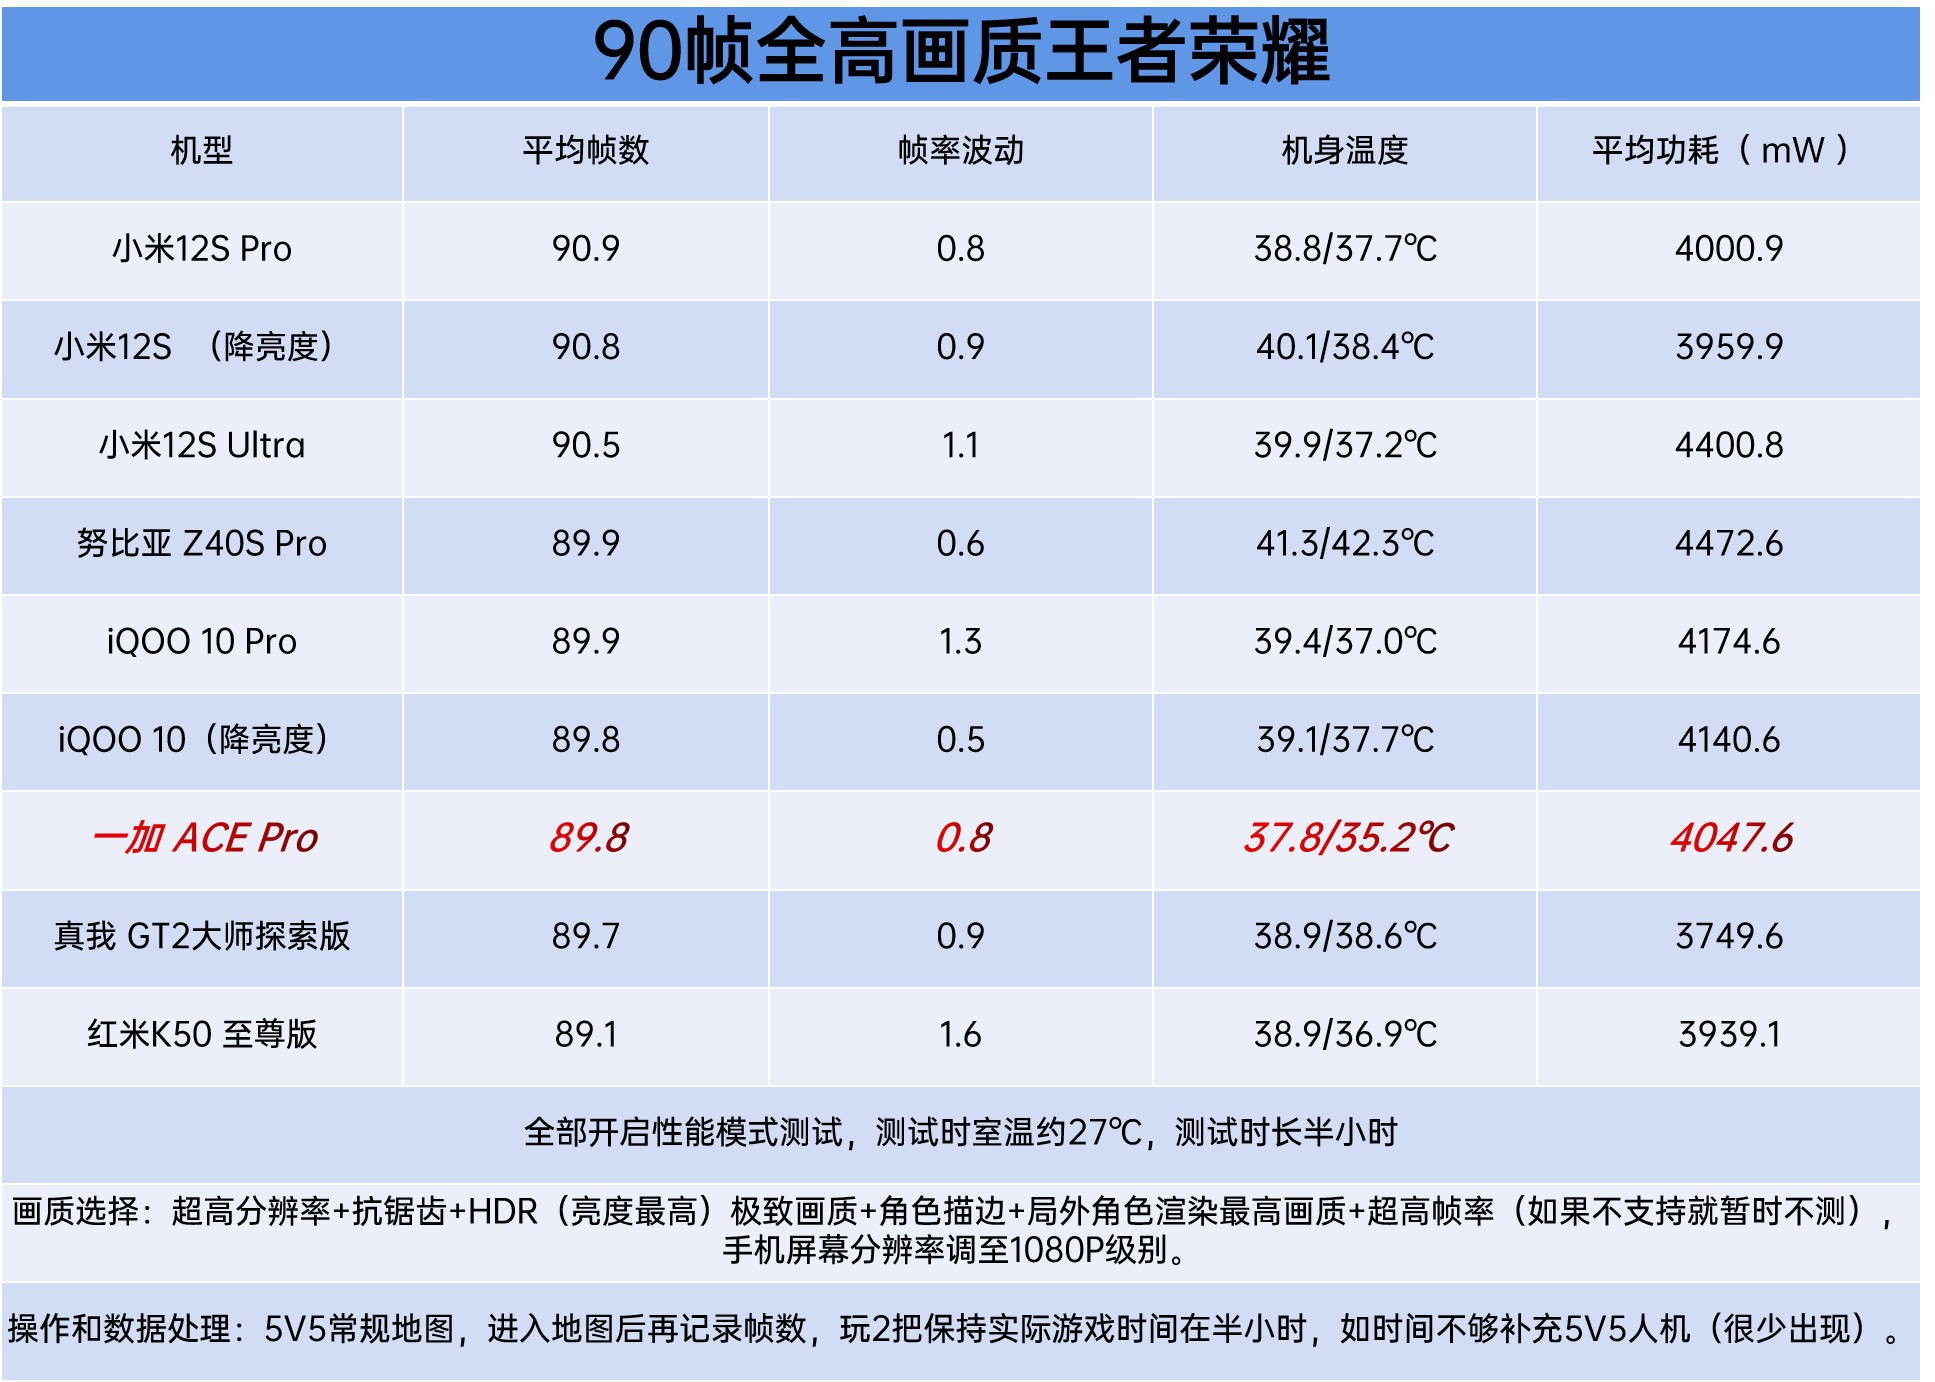 90帧全高画质王者荣耀
机型 平均帧数 帧率波动 机身温度 平均功耗（ mW ）
小米12S Pro 90.9 0.8 38.8/37.7℃ 4000.9
小米12S （降亮度） 90.8 0.9 40.1/38.4℃ 3959.9
小米12S Ultra 90.5 1.1 39.9/37.2℃ 4400.8
努比亚 Z40S Pro 89.9 0.6 41.3/42.3℃ 4472.6
iQOO 10 Pro 89.9 1.3 39.4/37.0℃ 4174.6
iQOO 10（降亮度） 89.8 0.5 39.1/37.7℃ 4140.6
一加 ACE Pro 89.8 0.8 37.8/35.2℃ 4047.6
真我 GT2大师探索版 89.7 0.9 38.9/38.6℃ 3749.6
红米K50 至尊版 89.1 1.6 38.9/36.9℃ 3939.1
全部开启性能模式测试，测试时室温约27℃，测试时长半小时
画质选择：超高分辨率+抗锯齿+HDR（亮度最高）极致画质+角色描边+局外角色渲染最高画质+超高帧率（如果不支持就暂时不测），
手机屏幕分辨率调至1080P级别。
操作和数据处理：5V5常规地图，进入地图后再记录帧数，玩2把保持实际游戏时间在半小时，如时间不够补充5V5人机（很少出现）。